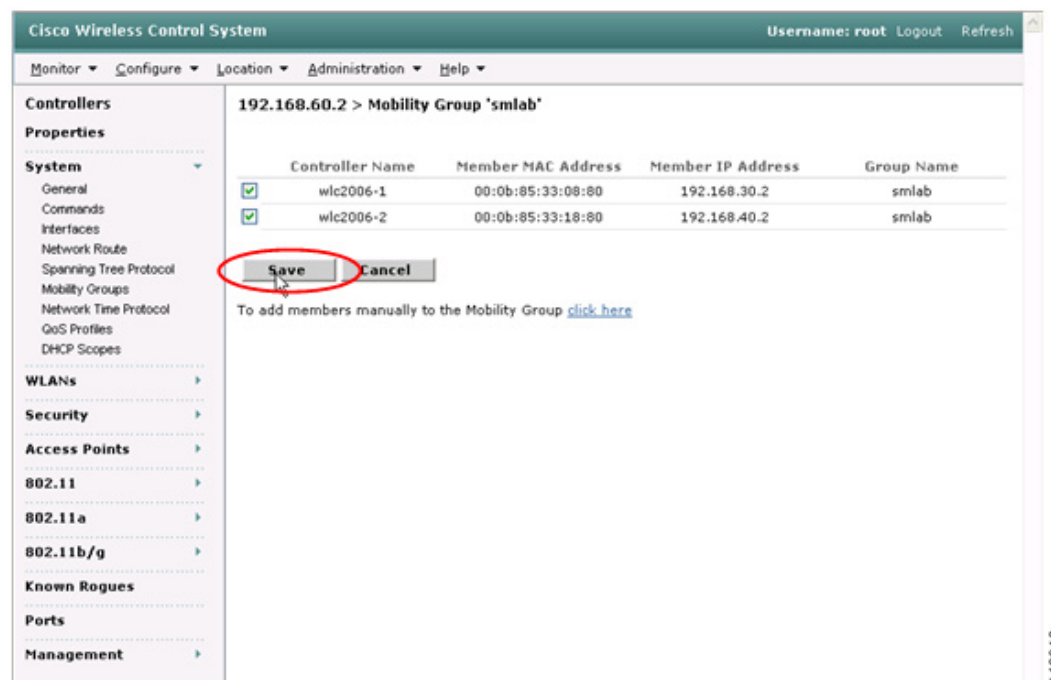 Cisco Wireless Control System
Username: root Logout Refresh
Monitor Configure Location Administration Help
Controllers
Properties
System
General
Commands
Interfaces
Network Route
Spanning Tree Protocol
Mobility Groups
Network Time Protocol
QoS Profiles
DHCP Scopes
WLANs
Security
Access Points
802.11
802.11a
802.11b/g
Known Rogues
Ports
Management
192.168.60.2 > Mobility Group 'smlab'
Controller Name Member MAC Address Member IP Address Group Name
wlc2006-1 00:0b:85:33:08:80 192.168.30.2 smlab
wlc2006-2 00:0b:85:33:18:80 192.168.40.2 smlab
Save Cancel
To add members manually to the Mobility Group click here